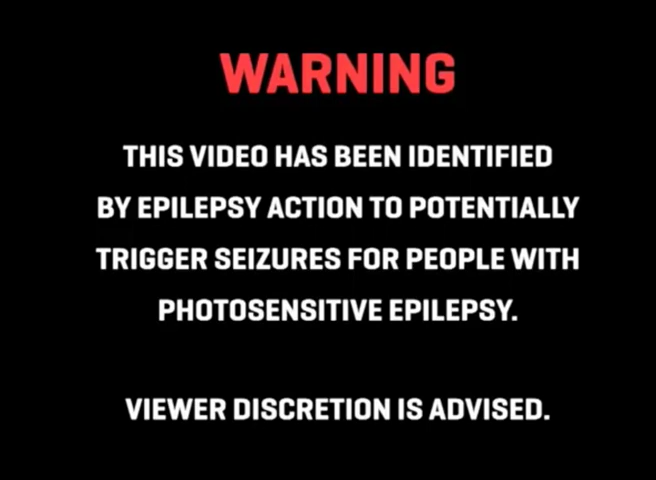 WARNING
THIS VIDEO HAS BEEN IDENTIFIED
BY EPILEPSY ACTION TO POTENTIALLY
TRIGGER SEIZURES FOR PEOPLE WITH
PHOTOSENSITIVE EPILEPSY.
VIEWER DISCRETION IS ADVISED.